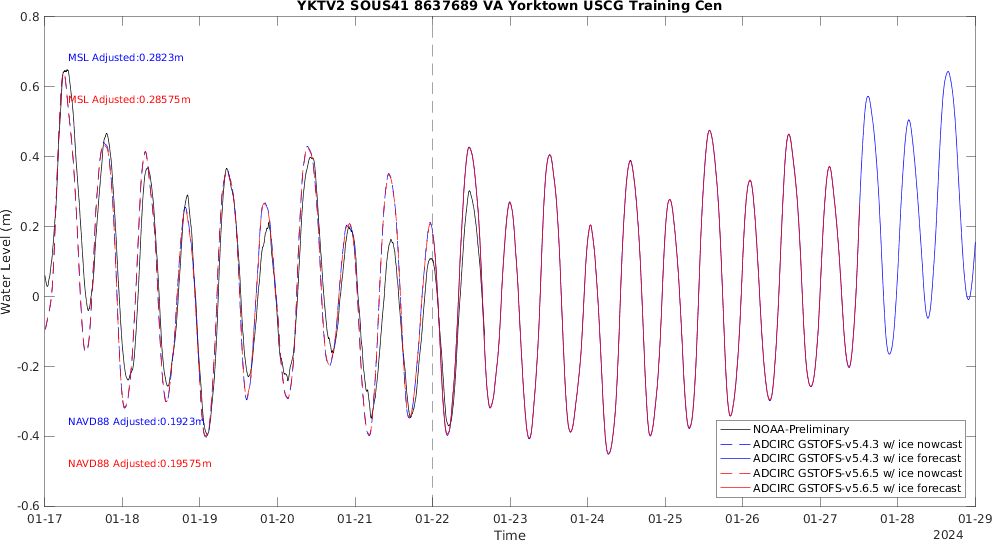 YKTV2 SOUS41 8637689 VA Yorktown USCG Training Cen
0.8
MSL Adjusted:0.2823m
0.6
MSL Adjusted:0.28575m
0.4
0.2
Water Level (m)
0
-0.2
NAVD88 Adjusted:0.1923m
-0.4
NAVD88 Adjusted:0.19575m
-0.6
NOAA-Preliminary
ADCIRC GSTOFS-v5.4.3 w/ ice nowcast
ADCIRC GSTOFS-v5.4.3 w/ ice forecast
ADCIRC GSTOFS-v5.6.5 w/ ice nowcast
ADCIRC GSTOFS-v5.6.5 w/ ice forecast
01-17 01-18 01-19 01-20 01-21 01-22 01-23 01-24 01-25 01-26 01-27 01-28 01-29
Time
2024